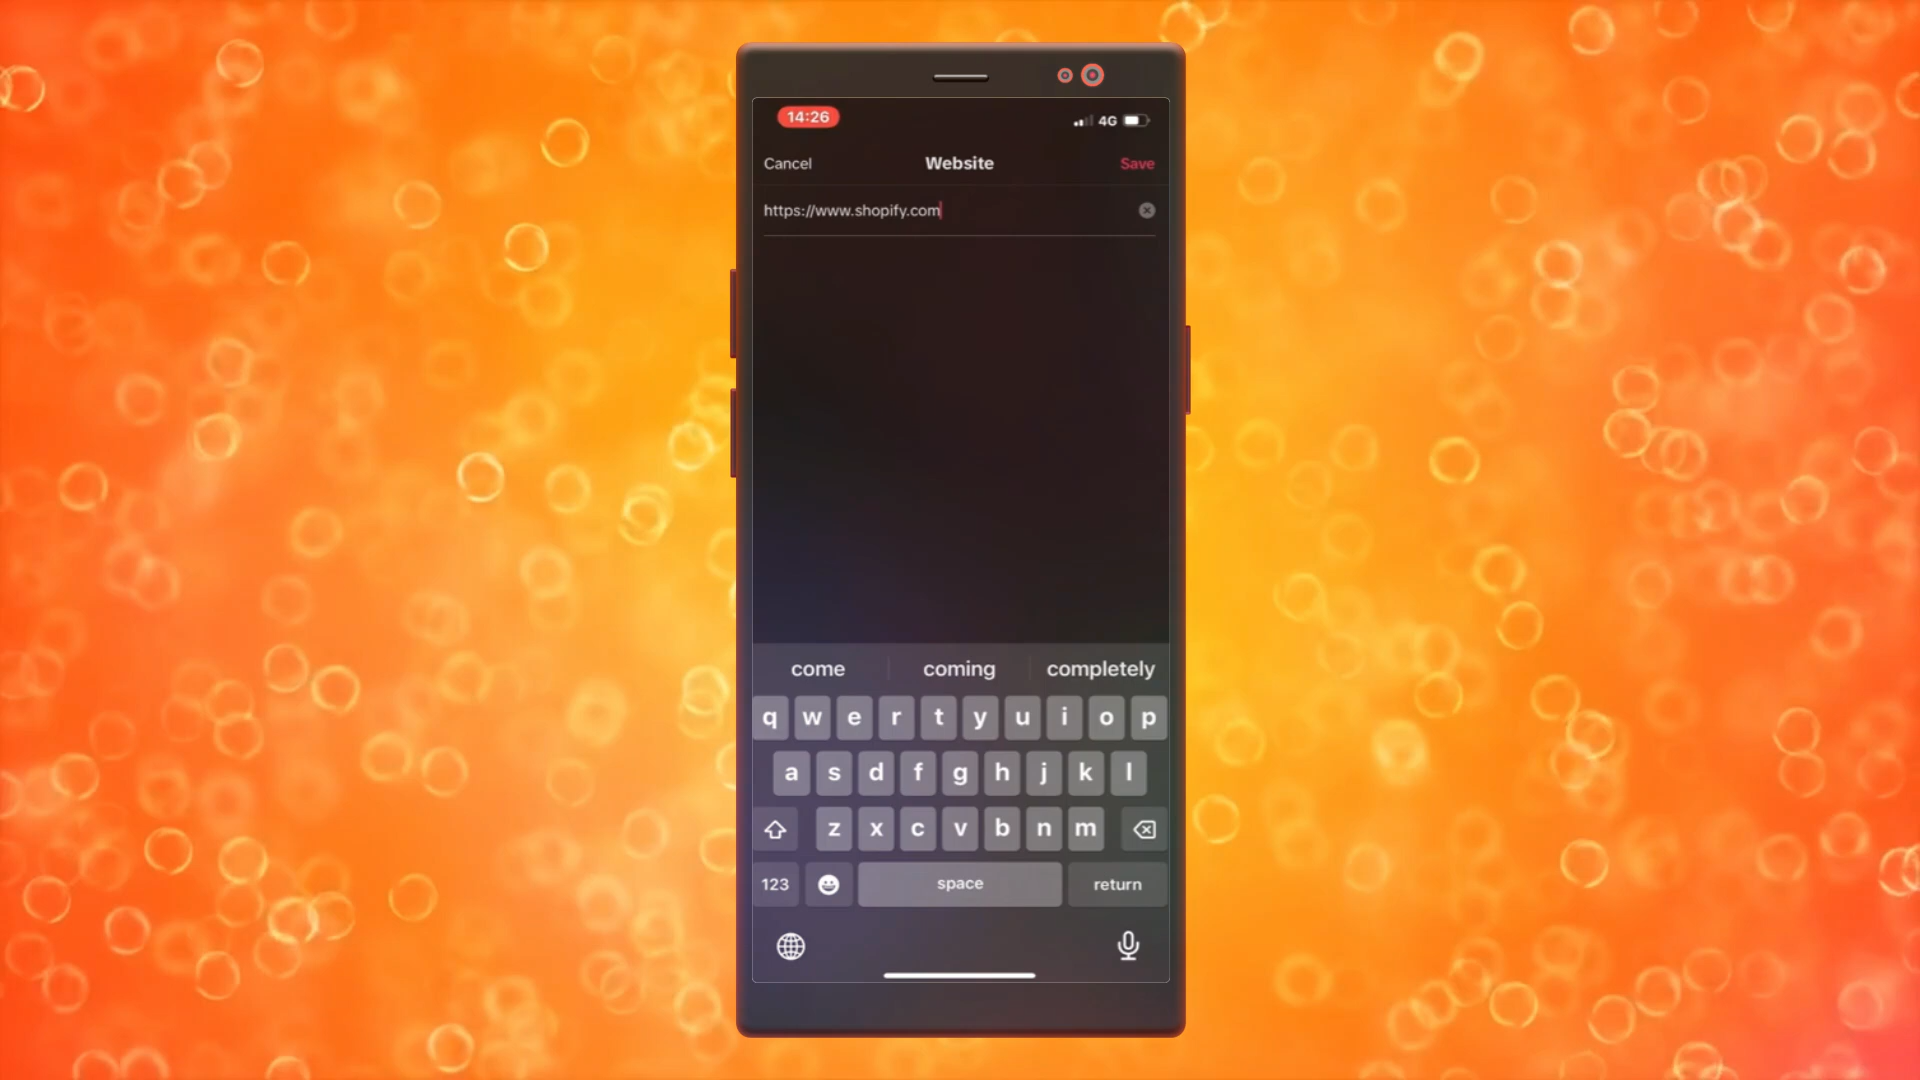 14:26 4G
Cancel Website Save
https://www.shopify.com
come coming completely
q w e r t y u i o p
a s d f g h j k l
z x c v b n m
123 space return